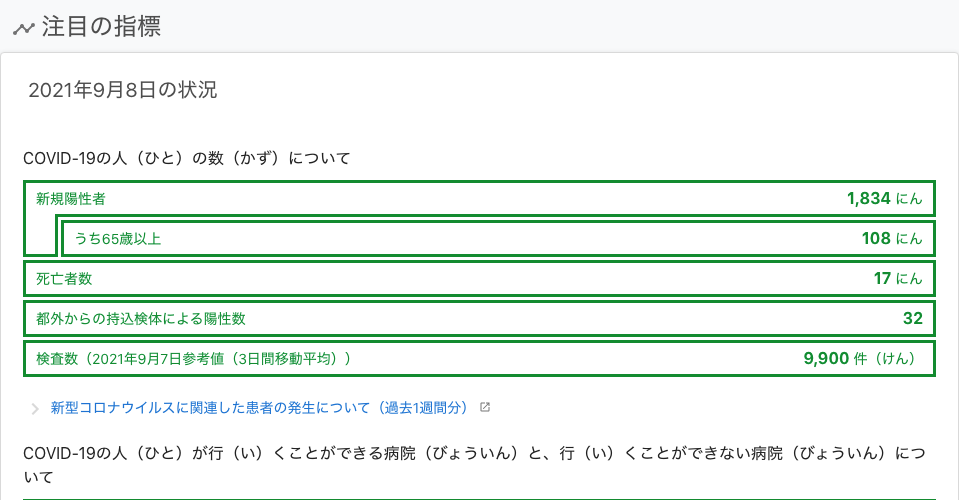 注目の指標
2021年9月8日の状況
COVID-19の人（ひと）の数（かず）について
新規陽性者 1,834 にん
うち65歳以上 108 にん
死亡者数 17 にん
都外からの持込検体による陽性数 32
検査数（2021年9月7日参考値（3日間移動平均）） 9,900 件（けん）
新型コロナウイルスに関連した患者の発生について（過去1週間分）
COVID-19の人（ひと）が行（い）くことができる病院（びょういん）と、行（い）くことができない病院（びょういん）につ
いて